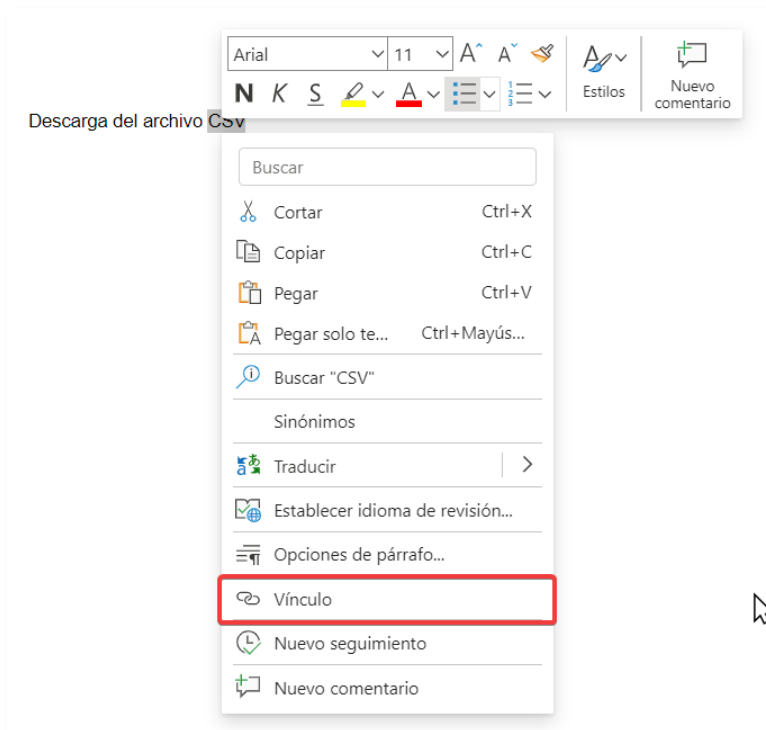 Arial 11 A A
N K S A
Estilos
Nuevo
comentario
Descarga del archivo CSV
Buscar
Cortar Ctrl+X
Copiar Ctrl+C
Pegar Ctrl+V
Pegar solo te... Ctrl+Mayús...
Buscar "CSV"
Sinónimos
Traducir
Establecer idioma de revisión...
Opciones de párrafo...
Vínculo
Nuevo seguimiento
Nuevo comentario